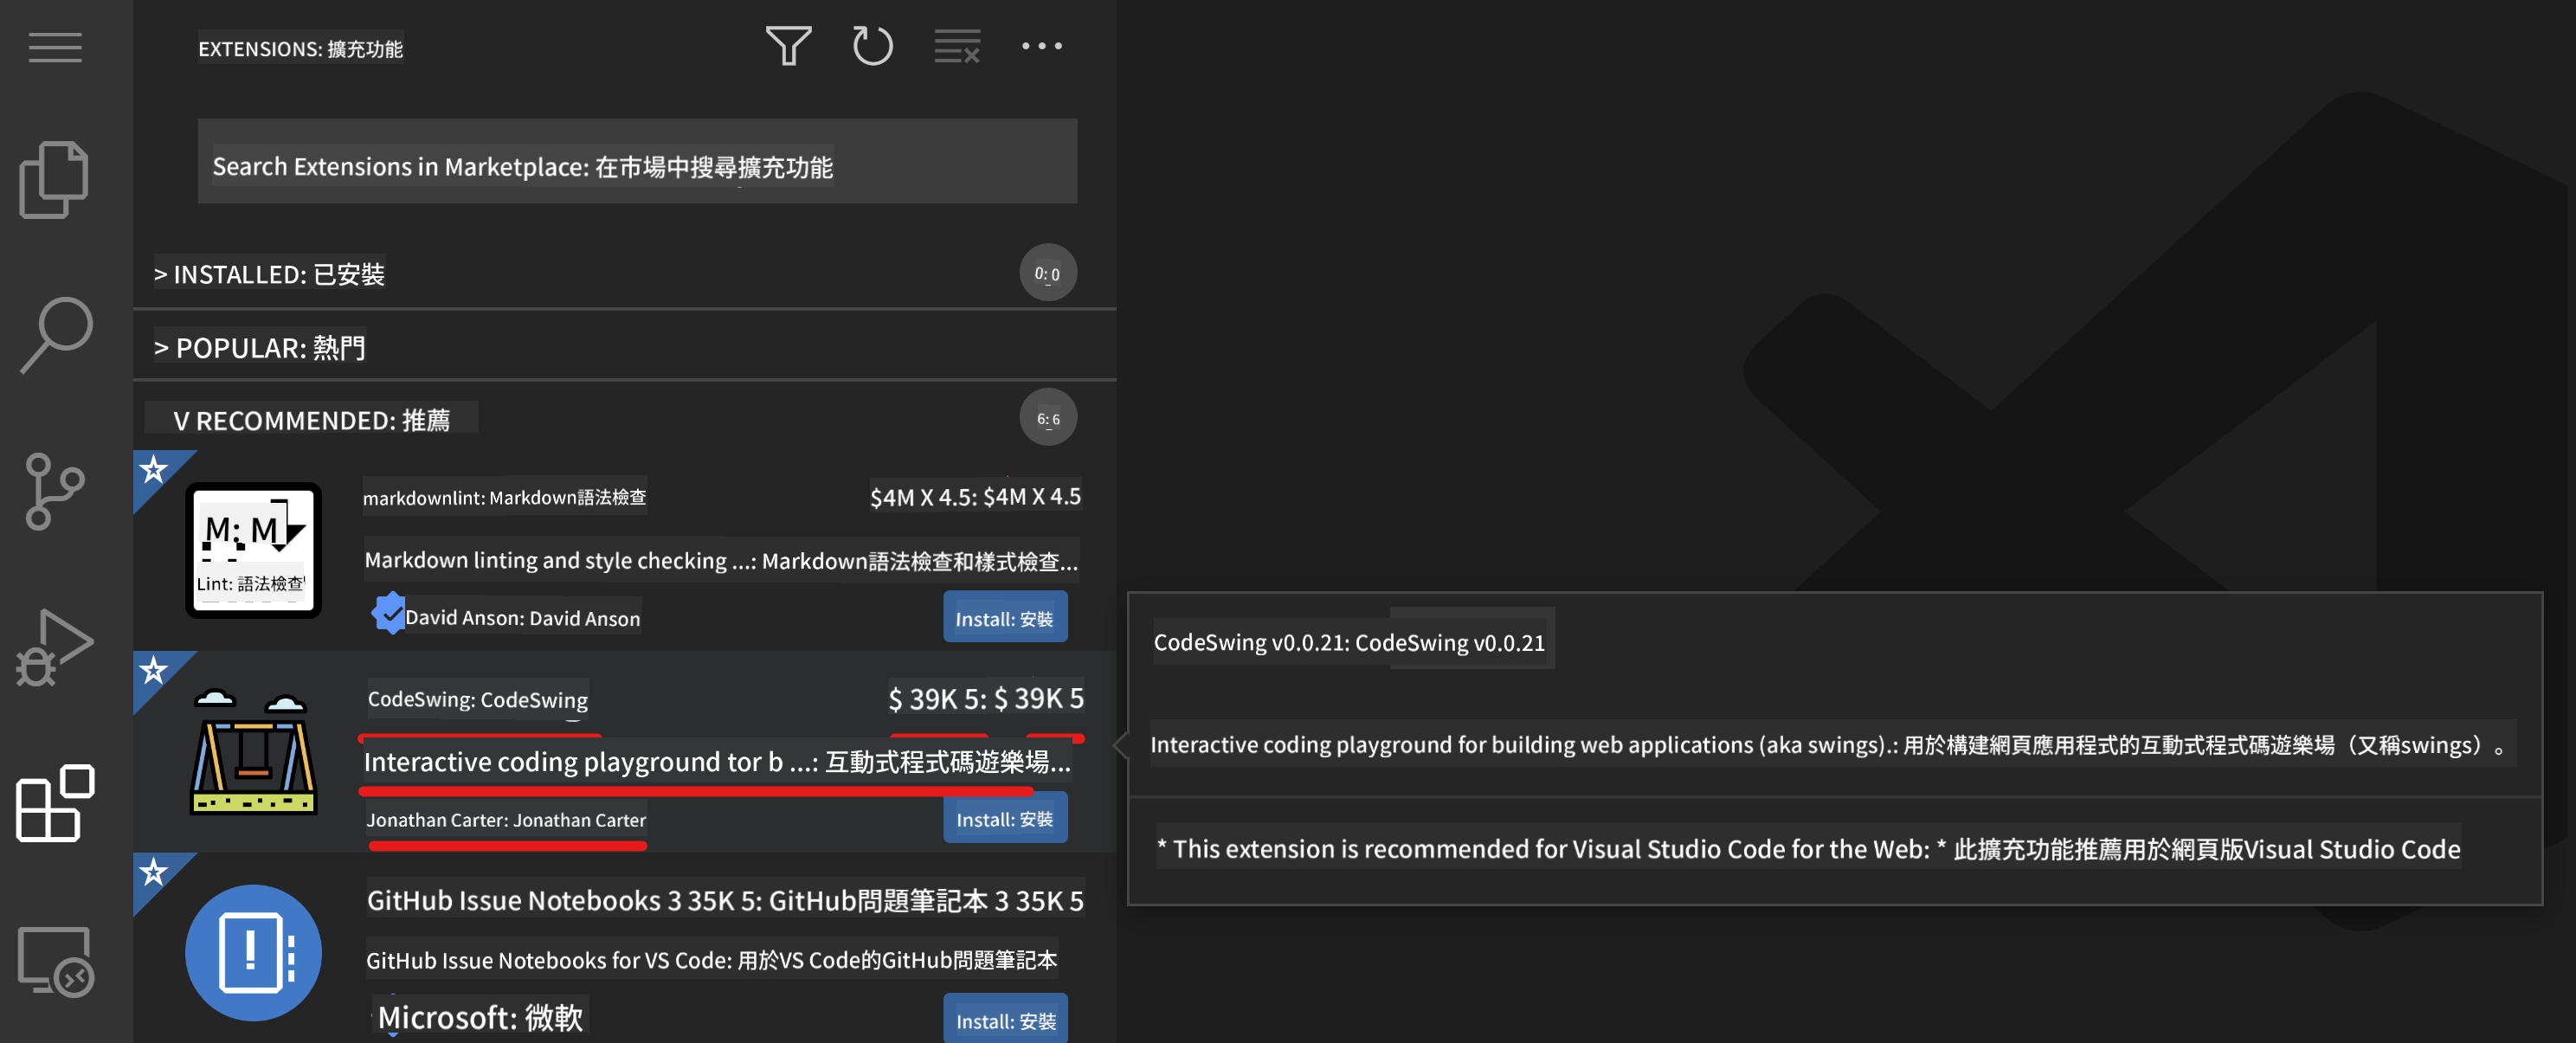 EXTENSIONS: 擴充功能
Search Extensions in Marketplace: 在市場中搜尋擴充功能
> INSTALLED: 已安裝
0: 0
> POPULAR: 熱門
V RECOMMENDED: 推薦
6: 6
M: M
Lint: 語法檢查
markdownlint: Markdown語法檢查
$4M X 4.5: $4M X 4.5
Markdown linting and style checking ...: Markdown語法檢查和樣式檢查...
David Anson: David Anson
Install: 安裝
CodeSwing: CodeSwing
$ 39K 5: $ 39K 5
Interactive coding playground tor b ...: 互動式程式碼遊樂場...
Jonathan Carter: Jonathan Carter
Install: 安裝
GitHub Issue Notebooks 3 35K 5: GitHub問題筆記本 3 35K 5
GitHub Issue Notebooks for VS Code: 用於VS Code的GitHub問題筆記本
Microsoft: 微軟
Install: 安裝
CodeSwing v0.0.21: CodeSwing v0.0.21
Interactive coding playground for building web applications (aka swings).: 用於構建網頁應用程式的互動式程式碼遊樂場（又稱swings）。
* This extension is recommended for Visual Studio Code for the Web: * 此擴充功能推薦用於網頁版Visual Studio Code